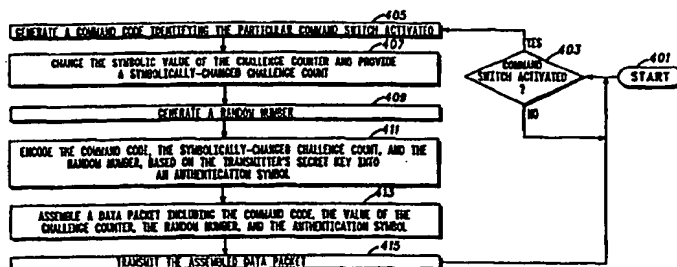 405
GENERATE A COMMAND CODE IDENTIFYING THE PARTICULAR COMMAND SWITCH ACTIVATED
407
CHANGE THE SYMBOLIC VALUE OF THE CHALLENGE COUNTER AND PROVIDE
A SYMBOLICALLY-CHANGED CHALLENGE COUNT
409
GENERATE A RANDOM NUMBER
411
ENCODE THE COMMAND CODE, THE SYMBOLICALLY-CHANGED CHALLENGE COUNT, AND THE
RANDOM NUMBER, BASED ON THE TRANSMITTER'S SECRET KEY INTO
AN AUTHENTICATION SYMBOL
413
ASSEMBLE A DATA PACKET INCLUDING THE COMMAND CODE, THE VALUE OF THE
CHALLENGE COUNTER, THE RANDOM NUMBER, AND THE AUTHENTICATION SYMBOL
415
TRANSMIT THE ASSEMBLED DATA PACKET
YES
403
COMMAND
SWITCH ACTIVATED
?
NO
401
START